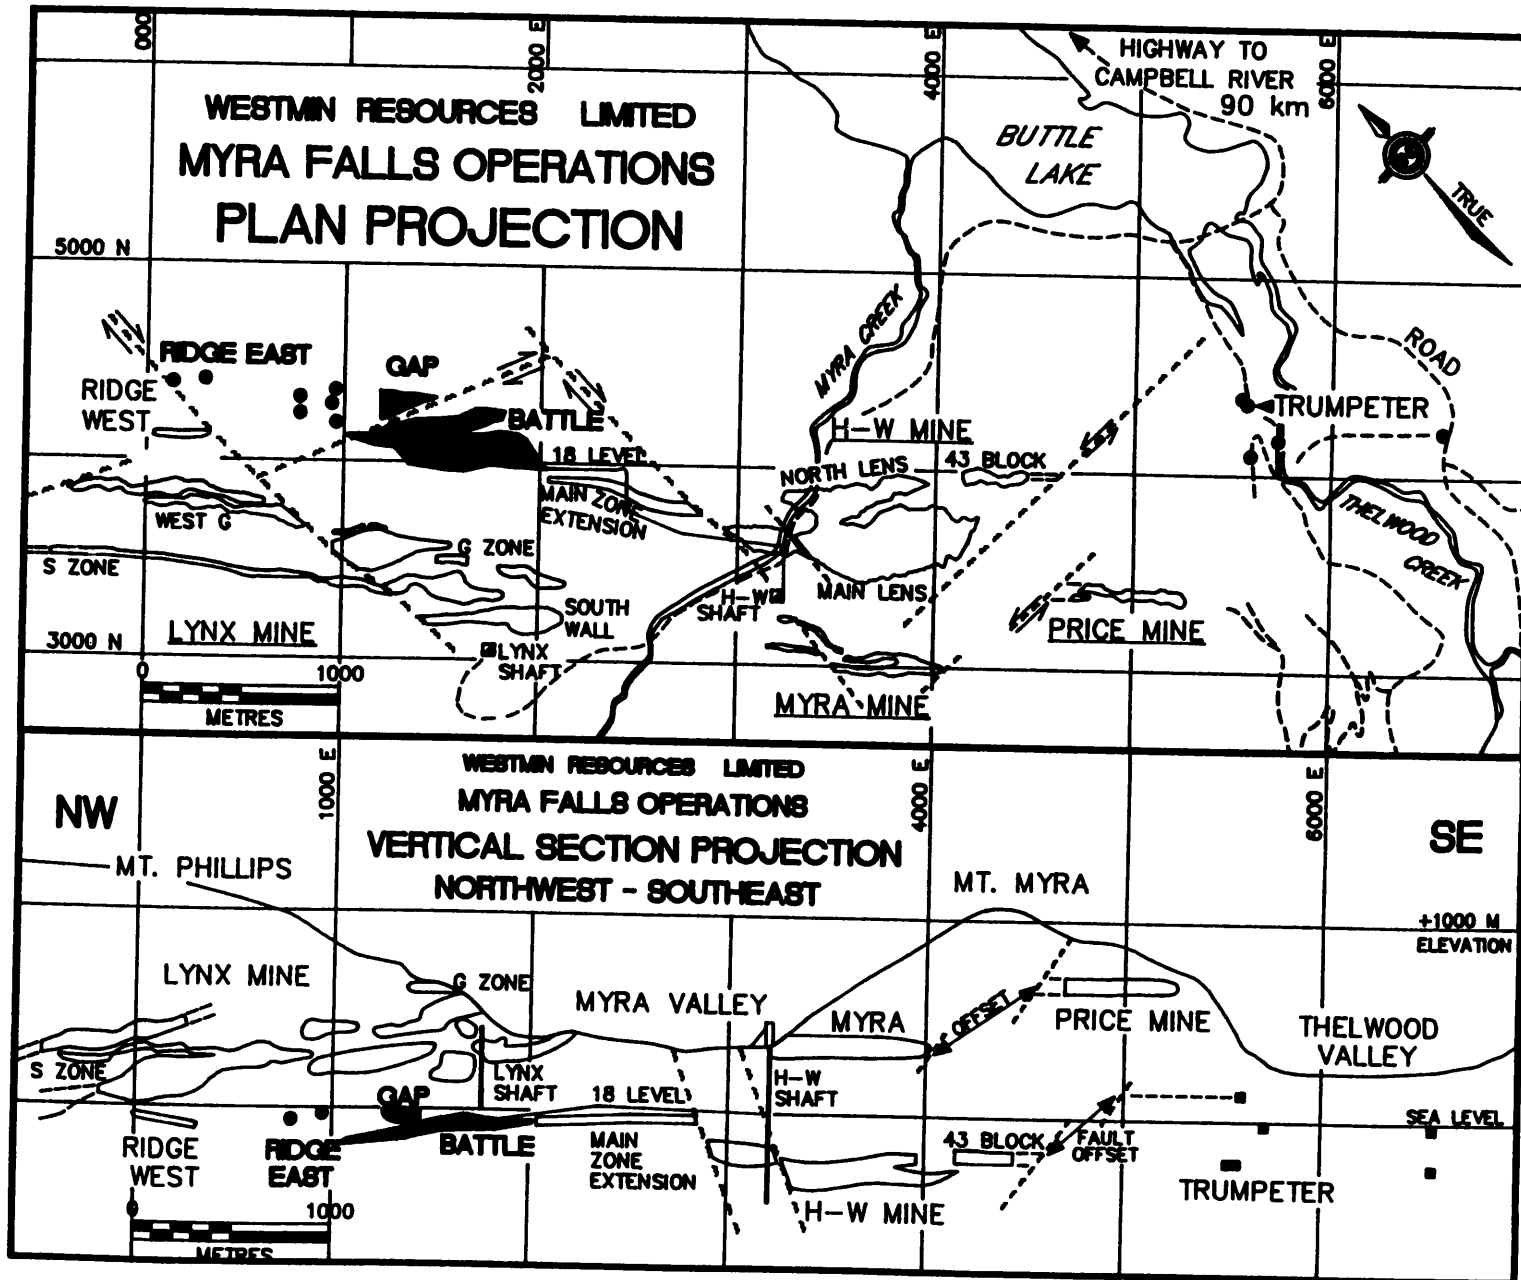 000
2000 E
4000 E
6000 E
HIGHWAY TO
CAMPBELL RIVER
90 km
WESTMIN RESOURCES LIMITED
MYRA FALLS OPERATIONS
PLAN PROJECTION
BUTTLE
LAKE
TRUE
5000 N
MYRA CREEK
ROAD
RIDGE EAST
GAP
RIDGE
WEST
BATTLE
TRUMPETER
H-W MINE
18 LEVEL
NORTH LENS
43 BLOCK
MAIN ZONE
EXTENSION
WEST G
THELWOOD
CREEK
G ZONE
S ZONE
H-W
SHAFT
MAIN LENS
SOUTH
WALL
LYNX MINE
PRICE MINE
3000 N
LYNX
SHAFT
0
1000
METRES
MYRA MINE
1000 E
4000 E
6000 E
WESTMIN RESOURCES LIMITED
MYRA FALLS OPERATIONS
VERTICAL SECTION PROJECTION
NORTHWEST - SOUTHEAST
NW
SE
MT. PHILLIPS
MT. MYRA
+1000 M
ELEVATION
LYNX MINE
G ZONE
MYRA VALLEY
MYRA
OFFSET
PRICE MINE
THELWOOD
VALLEY
S ZONE
LYNX
SHAFT
H-W
SHAFT
GAP
18 LEVEL
SEA LEVEL
RIDGE
WEST
RIDGE
EAST
BATTLE
MAIN
ZONE
EXTENSION
43 BLOCK
FAULT
OFFSET
TRUMPETER
H-W MINE
0
1000
METRES